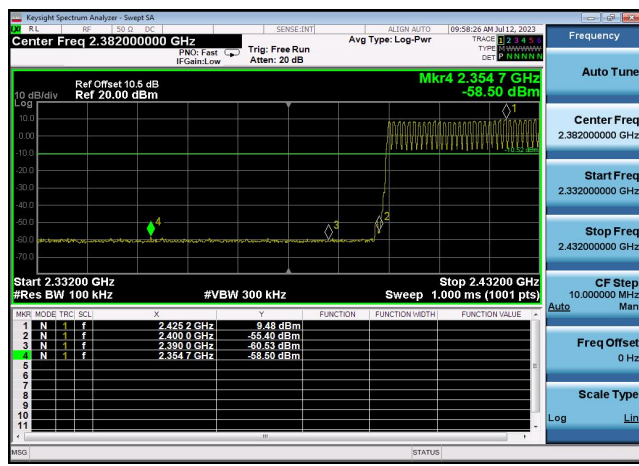 Keysight Spectrum Analyzer - Swept SA
RL RF 50 Ω DC SENSE:INT ALIGN AUTO 09:58:26 AM Jul 12, 2023
Center Freq 2.382000000 GHz
PNO: Fast
IFGain:Low
Trig: Free Run
Atten: 20 dB
Avg Type: Log-Pwr
TRACE 1 2 3 4 5 6
TYPE M WWWWW
DET P NNNNN
Ref Offset 10.5 dB
Ref 20.00 dBm
10 dB/div
Log
Mkr4 2.354 7 GHz
-58.50 dBm
10.0
0.00
-10.0
-20.0
-30.0
-40.0
-50.0
-60.0
-70.0
1
2
3
4
-10.52 dBm
Start 2.33200 GHz
Stop 2.43200 GHz
#Res BW 100 kHz #VBW 300 kHz Sweep 1.000 ms (1001 pts)
MKR MODE TRC SCL X Y FUNCTION FUNCTION WIDTH FUNCTION VALUE
1 N 1 f 2.425 2 GHz 9.48 dBm
2 N 1 f 2.400 0 GHz -55.40 dBm
3 N 1 f 2.390 0 GHz -60.53 dBm
4 N 1 f 2.354 7 GHz -58.50 dBm
5
6
7
8
9
10
11
MSG STATUS
Frequency
Auto Tune
Center Freq
2.382000000 GHz
Start Freq
2.332000000 GHz
Stop Freq
2.432000000 GHz
CF Step
10.000000 MHz
Auto Man
Freq Offset
0 Hz
Scale Type
Log Lin